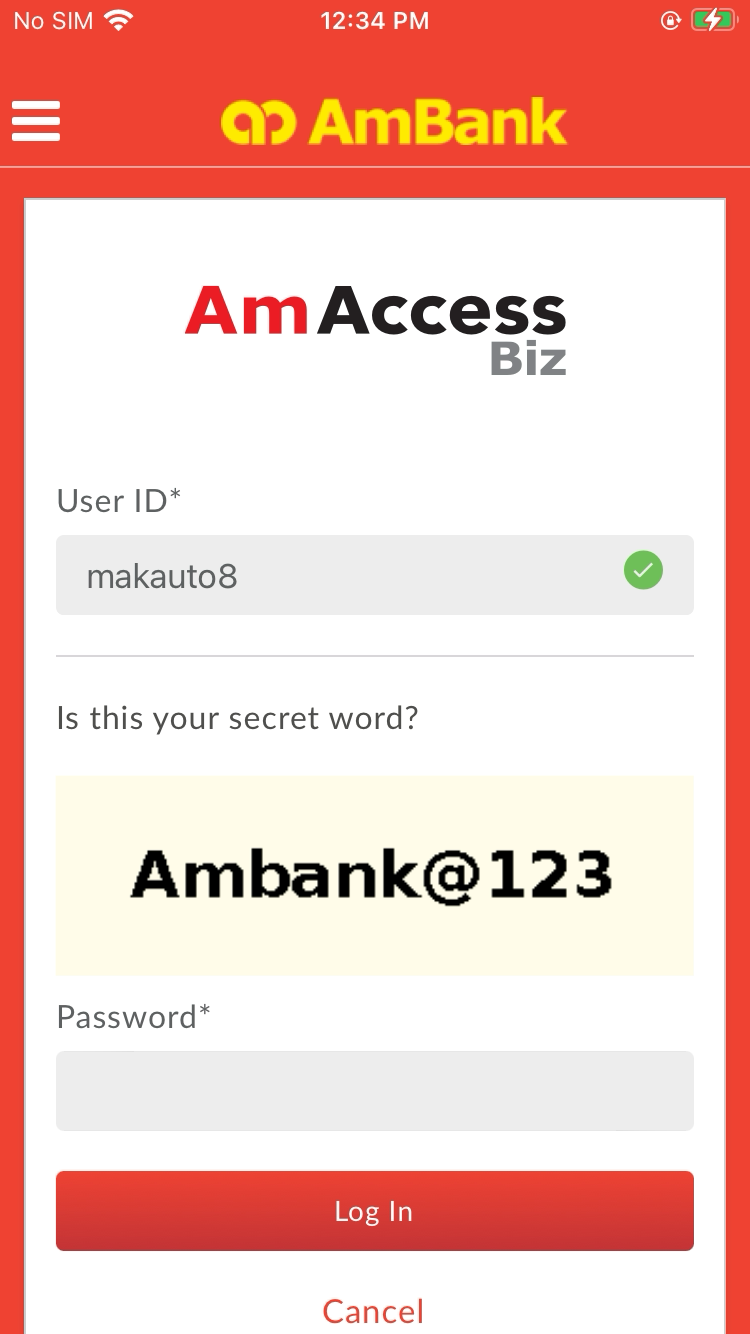 No SIM 12:34 PM
AmBank
AmAccess
Biz
User ID*
makauto8
Is this your secret word?
Ambank@123
Password*
Log In
Cancel